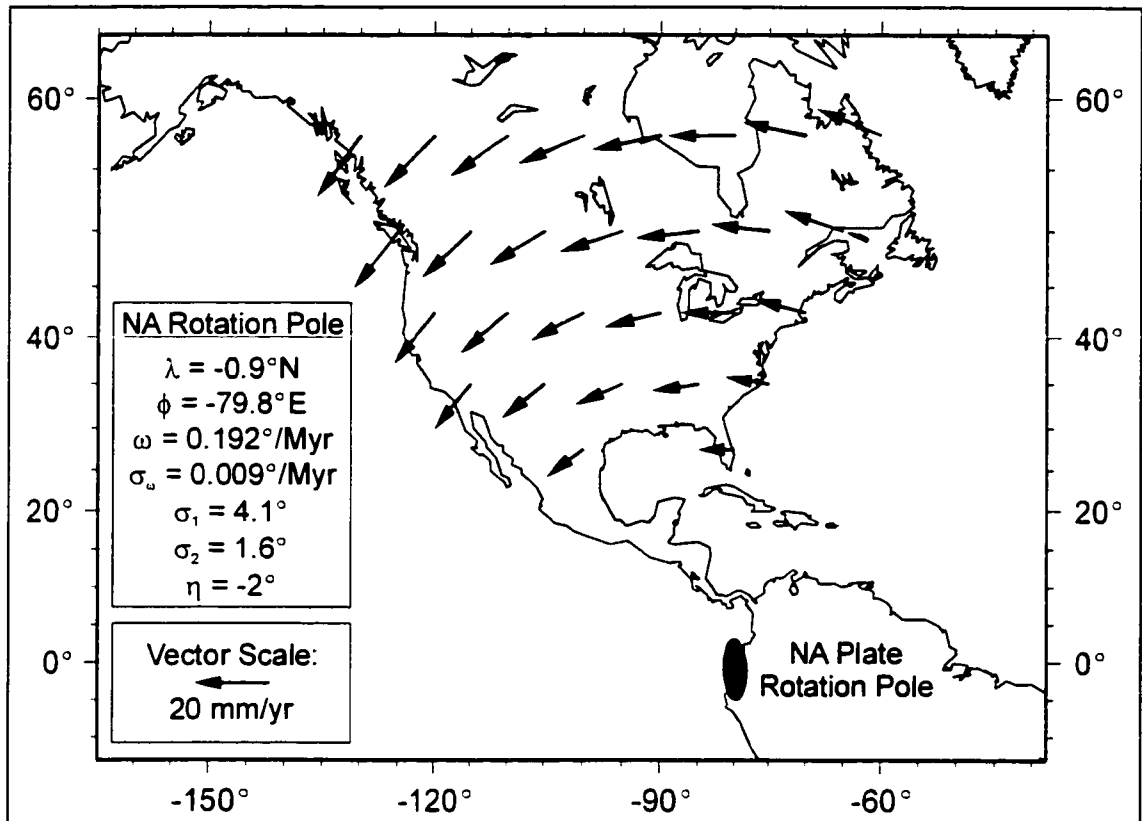 60°
40°
20°
0°
60°
40°
20°
0°
NA Rotation Pole
λ = -0.9°N
ϕ = -79.8°E
ω = 0.192°/Myr
σω = 0.009°/Myr
σ1 = 4.1°
σ2 = 1.6°
η = -2°
Vector Scale:
20 mm/yr
NA Plate
Rotation Pole
-150°
-120°
-90°
-60°